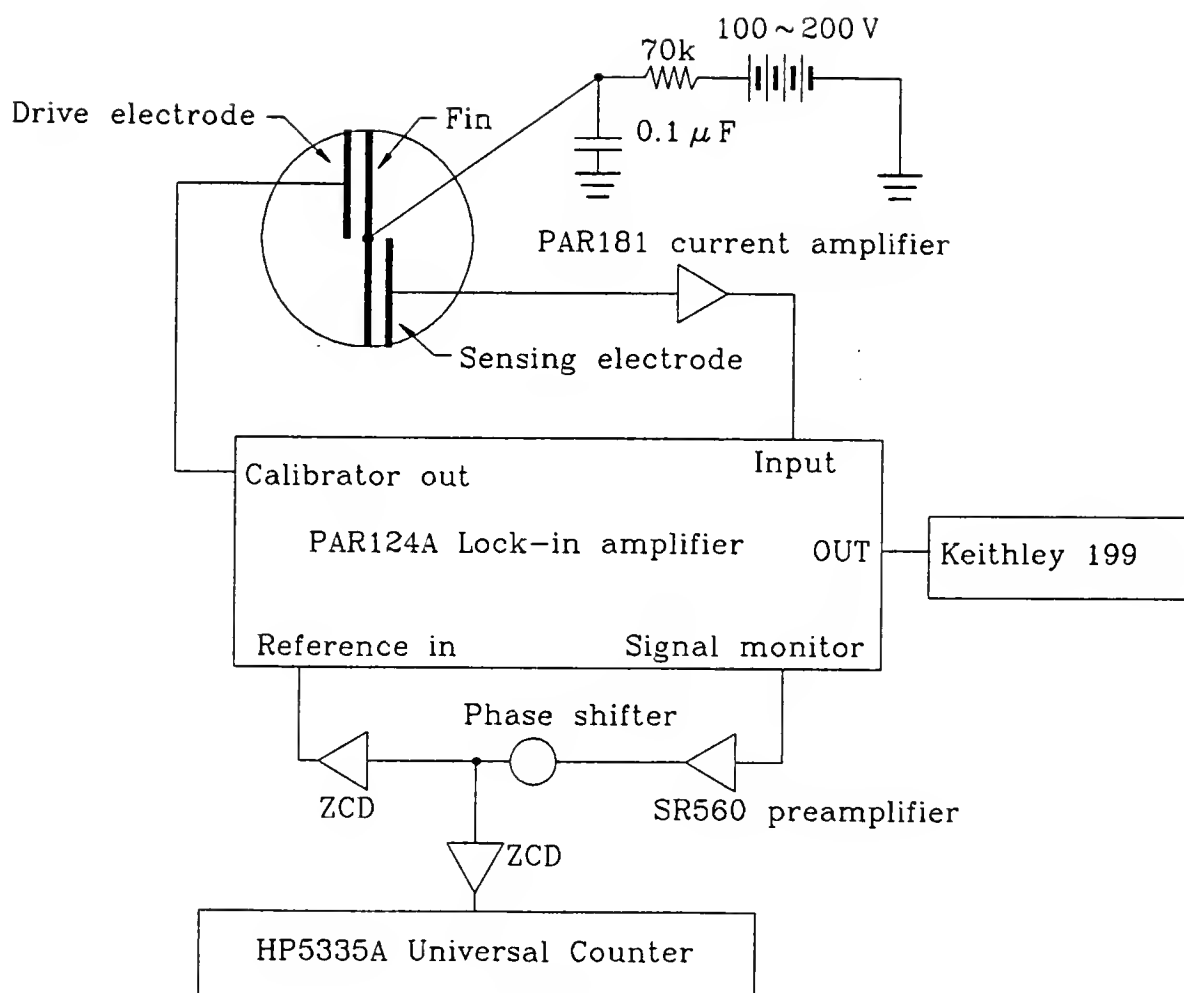 100~200 V
70k
Drive electrode
Fin
0.1 μF
PAR181 current amplifier
Sensing electrode
Calibrator out
Input
PAR124A Lock-in amplifier
OUT
Keithley 199
Reference in
Signal monitor
Phase shifter
ZCD
SR560 preamplifier
ZCD
HP5335A Universal Counter